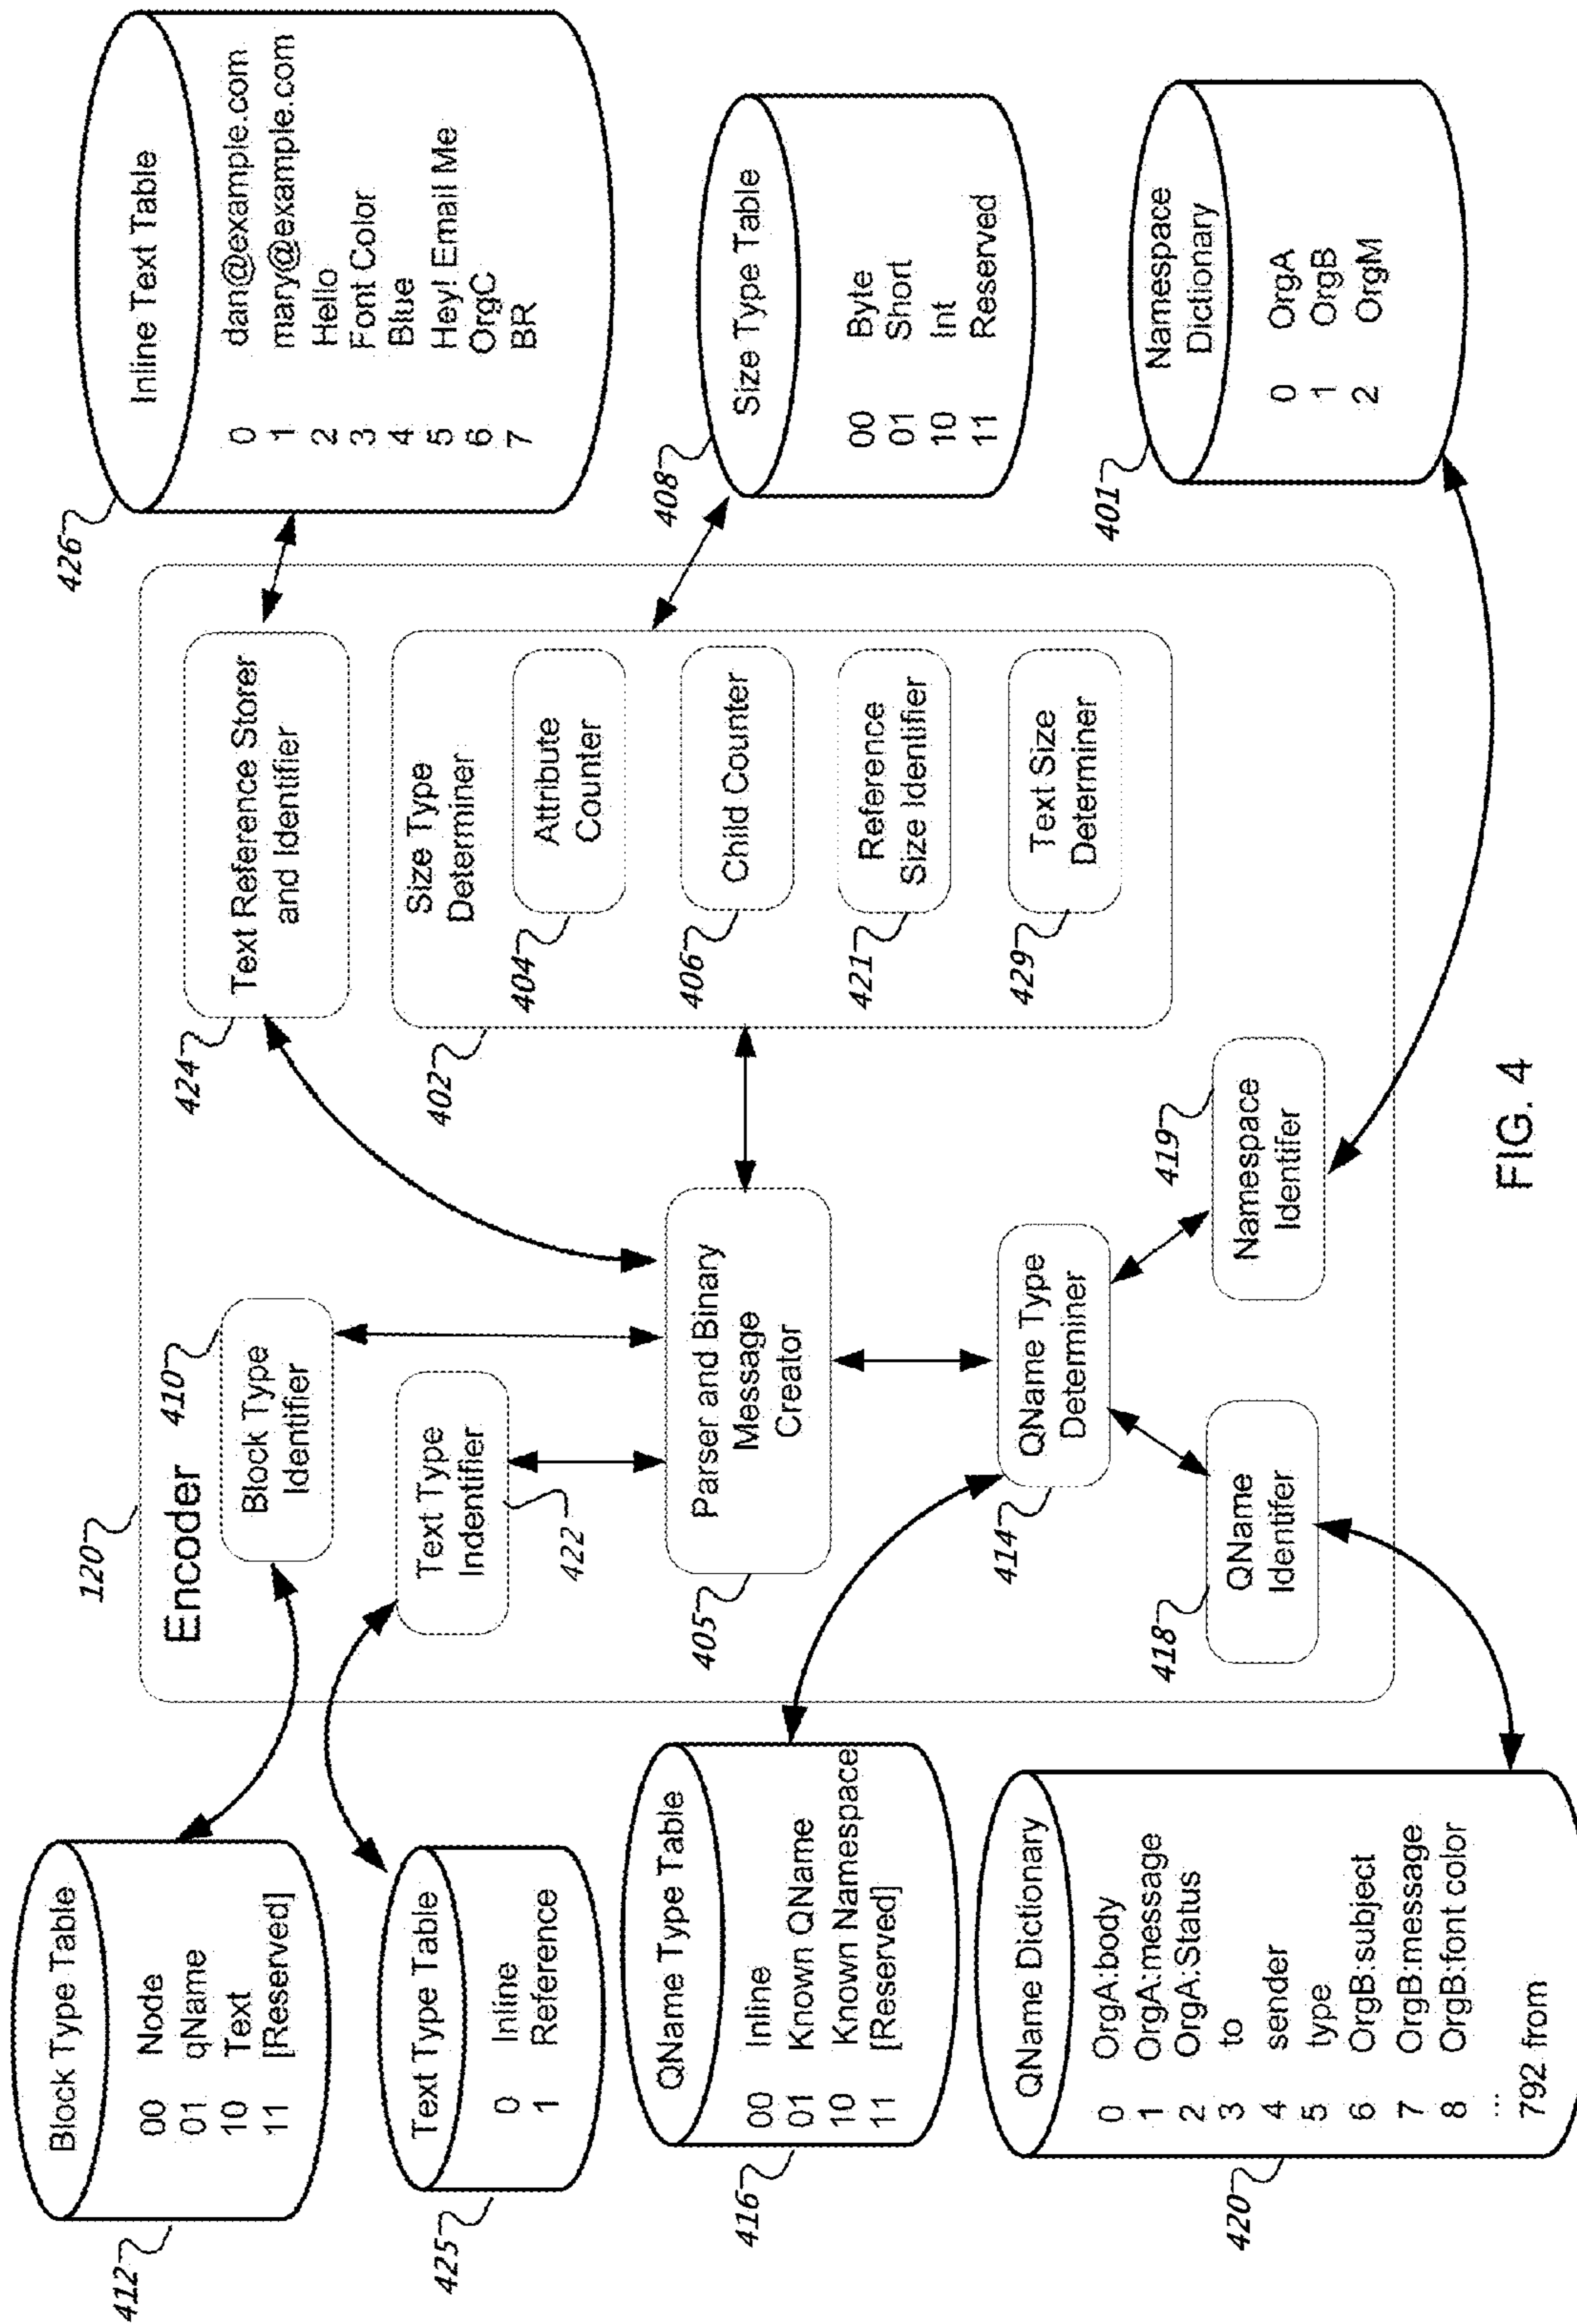 412
Block Type Table
00 Node
01 qName
10 Text
11 [Reserved]
425
Text Type Table
0 Inline
1 Reference
416
QName Type Table
00 Inline
01 Known QName
10 Known Namespace
11 [Reserved]
420
QName Dictionary
0 OrgA:body
1 OrgA:message
2 OrgA:Status
3 to
4 sender
5 type
6 OrgB:subject
7 OrgB:message
8 OrgB:font color
...
792 from
120
Encoder
410
Block Type
Identifier
Text Type
Indentifier
422
405
Parser and Binary
Message
Creator
414
QName Type
Determiner
418
QName
Identifer
419
Namespace
Identifer
424
Text Reference Storer
and Identifier
402
Size Type
Determiner
404
Attribute
Counter
406
Child Counter
421
Reference
Size Identifier
429
Text Size
Determiner
426
Inline Text Table
0 dan@example.com
1 mary@example.com
2 Hello
3 Font Color
4 Blue
5 Hey! Email Me
6 OrgC
7 BR
408
Size Type Table
00 Byte
01 Short
10 Int
11 Reserved
401
Namespace
Dictionary
0 OrgA
1 OrgB
2 OrgM
FIG. 4